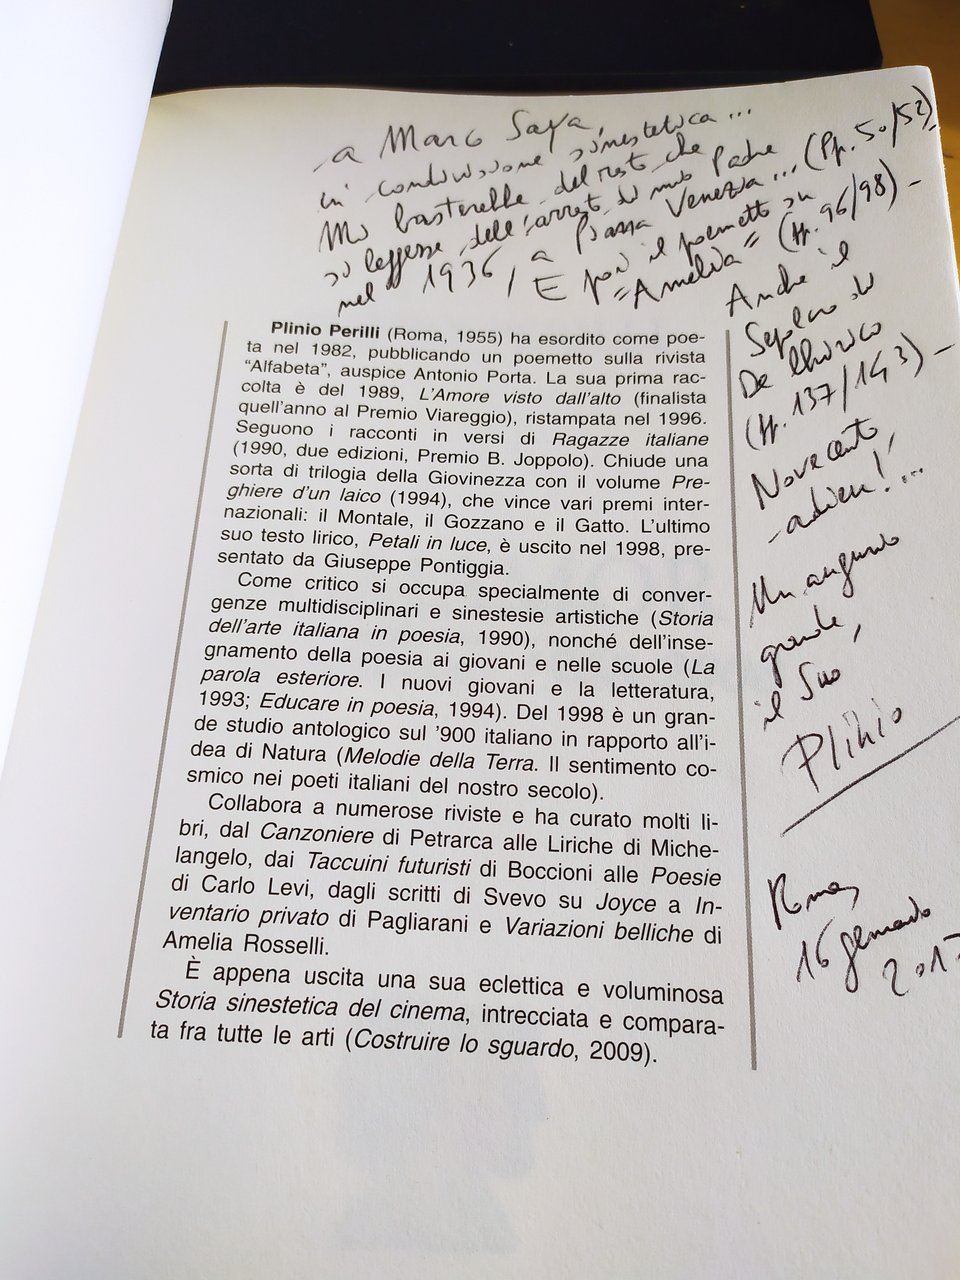 a Marco Saya,
in condivisione sinestetica...
Mi basterebbe del resto che
si leggesse dell'arresto di mio Padre
nel 1936, a Piazza Venezia... (Pp. 50/52)
E poi il poemetto su
"Amelia" (pp. 96/98) –
Anche il
Sepolcro di
De Chirico
(pp. 137/143) –
Novecento,
adieu!...
Un augurio
grande,
il Suo
Plinio
Roma,
16 gennaio
Plinio Perilli (Roma, 1955) ha esordito come poe-
ta nel 1982, pubblicando un poemetto sulla rivista
“Alfabeta”, auspice Antonio Porta. La sua prima rac-
colta è del 1989, L'Amore visto dall'alto (finalista
quell'anno al Premio Viareggio), ristampata nel 1996.
Seguono i racconti in versi di Ragazze italiane
(1990, due edizioni, Premio B. Joppolo). Chiude una
sorta di trilogia della Giovinezza con il volume Pre-
ghiere d'un laico (1994), che vince vari premi inter-
nazionali: il Montale, il Gozzano e il Gatto. L'ultimo
suo testo lirico, Petali in luce, è uscito nel 1998, pre-
sentato da Giuseppe Pontiggia.
Come critico si occupa specialmente di conver-
genze multidisciplinari e sinestesie artistiche (Storia
dell'arte italiana in poesia, 1990), nonché dell'inse-
gnamento della poesia ai giovani e nelle scuole (La
parola esteriore. I nuovi giovani e la letteratura,
1993; Educare in poesia, 1994). Del 1998 è un gran-
de studio antologico sul '900 italiano in rapporto all'i-
dea di Natura (Melodie della Terra. Il sentimento co-
smico nei poeti italiani del nostro secolo).
Collabora a numerose riviste e ha curato molti li-
bri, dal Canzoniere di Petrarca alle Liriche di Miche-
langelo, dai Taccuini futuristi di Boccioni alle Poesie
di Carlo Levi, dagli scritti di Svevo su Joyce a In-
ventario privato di Pagliarani e Variazioni belliche di
Amelia Rosselli.
È appena uscita una sua eclettica e voluminosa
Storia sinestetica del cinema, intrecciata e compara-
ta fra tutte le arti (Costruire lo sguardo, 2009).